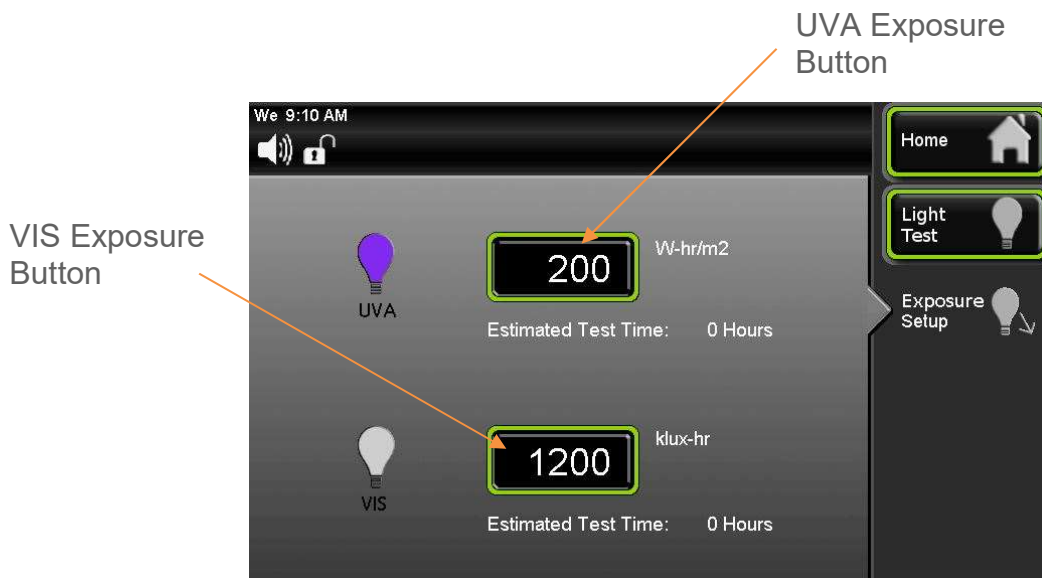 UVA Exposure
Button
We 9:10 AM
Home
Light
Test
VIS Exposure
Button
200
W-hr/m2
UVA
Estimated Test Time: 0 Hours
Exposure
Setup
1200
klux-hr
VIS
Estimated Test Time: 0 Hours